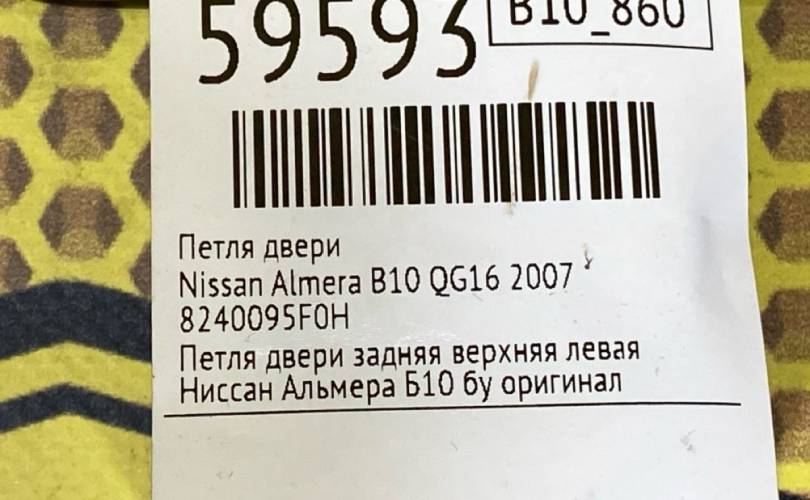 59593
B10_860
Петля двери
Nissan Almera B10 QG16 2007
8240095F0H
Петля двери задняя верхняя левая
Ниссан Альмера Б10 бу оригинал